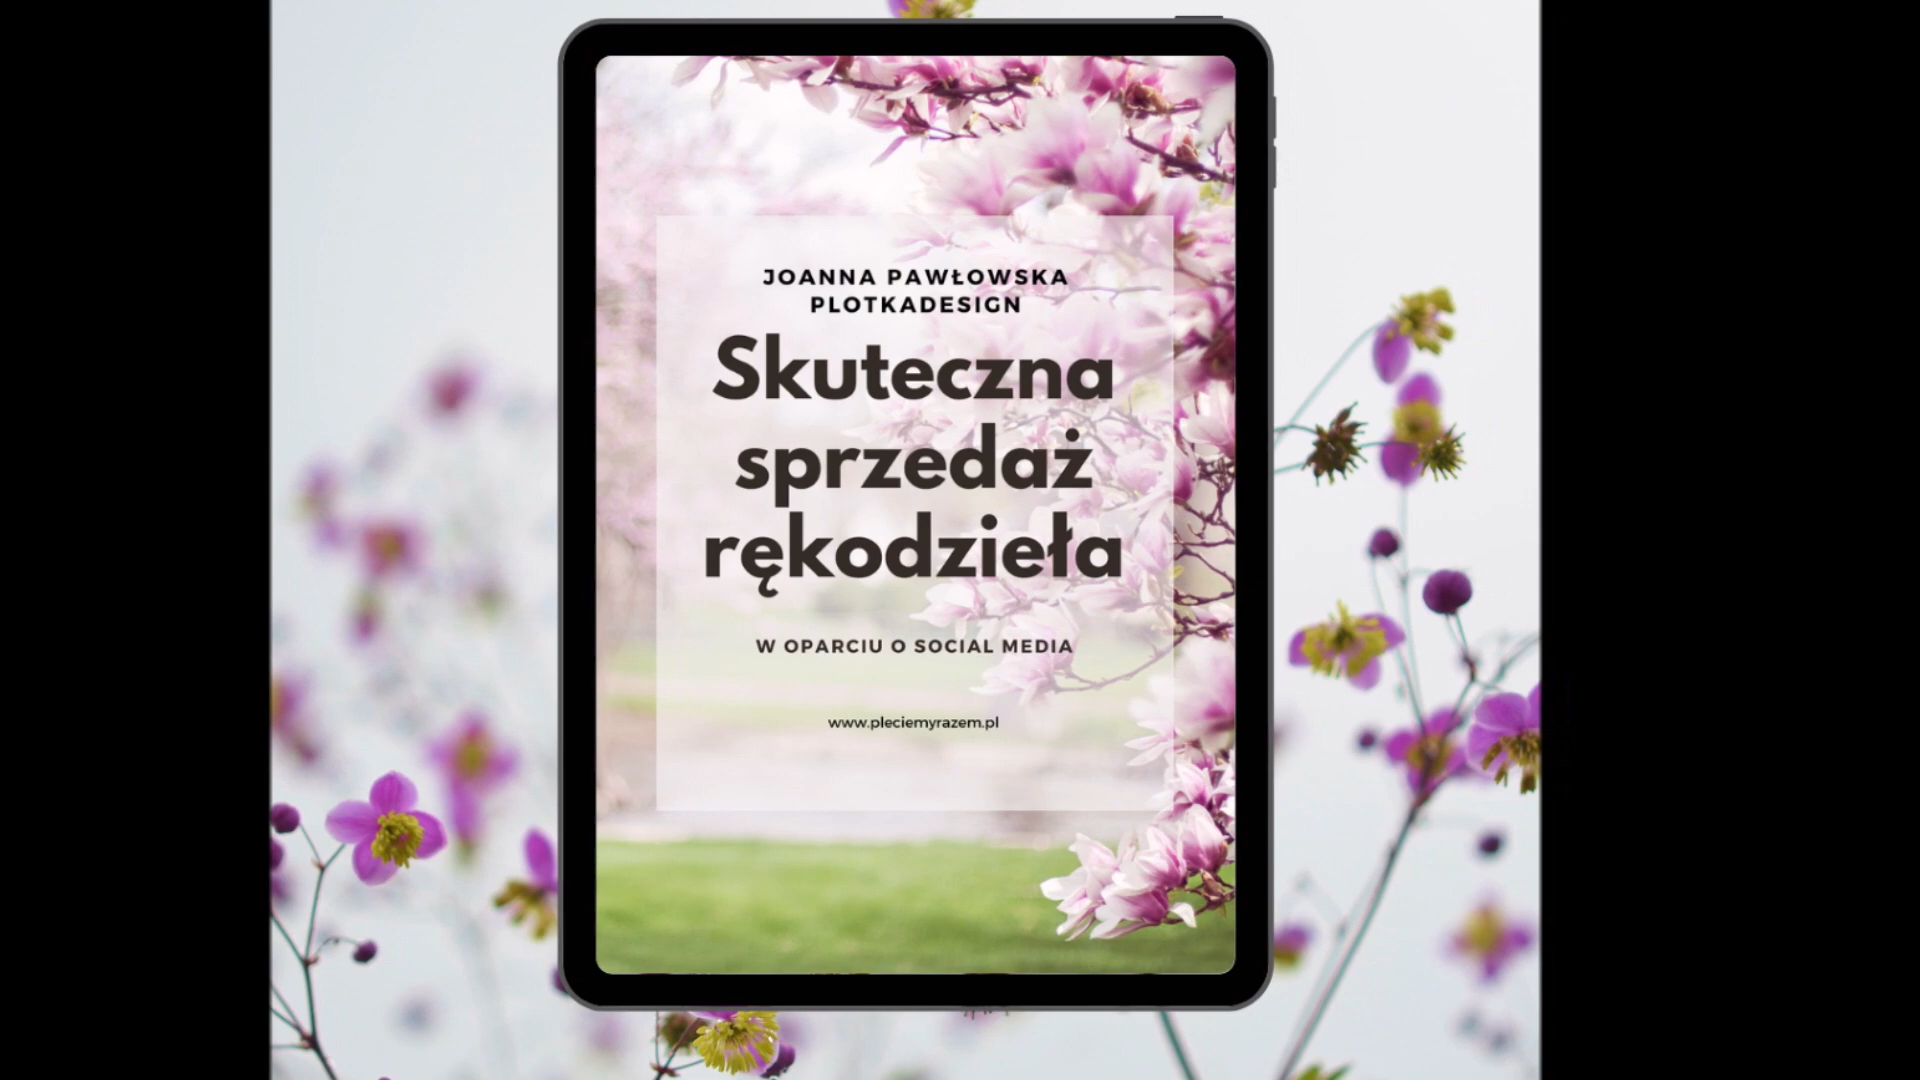 JOANNA PAWŁOWSKA
PLOTKADESIGN
Skuteczna
sprzedaż
rękodzieła
W OPARCIU O SOCIAL MEDIA
www.pleciemyrazem.pl